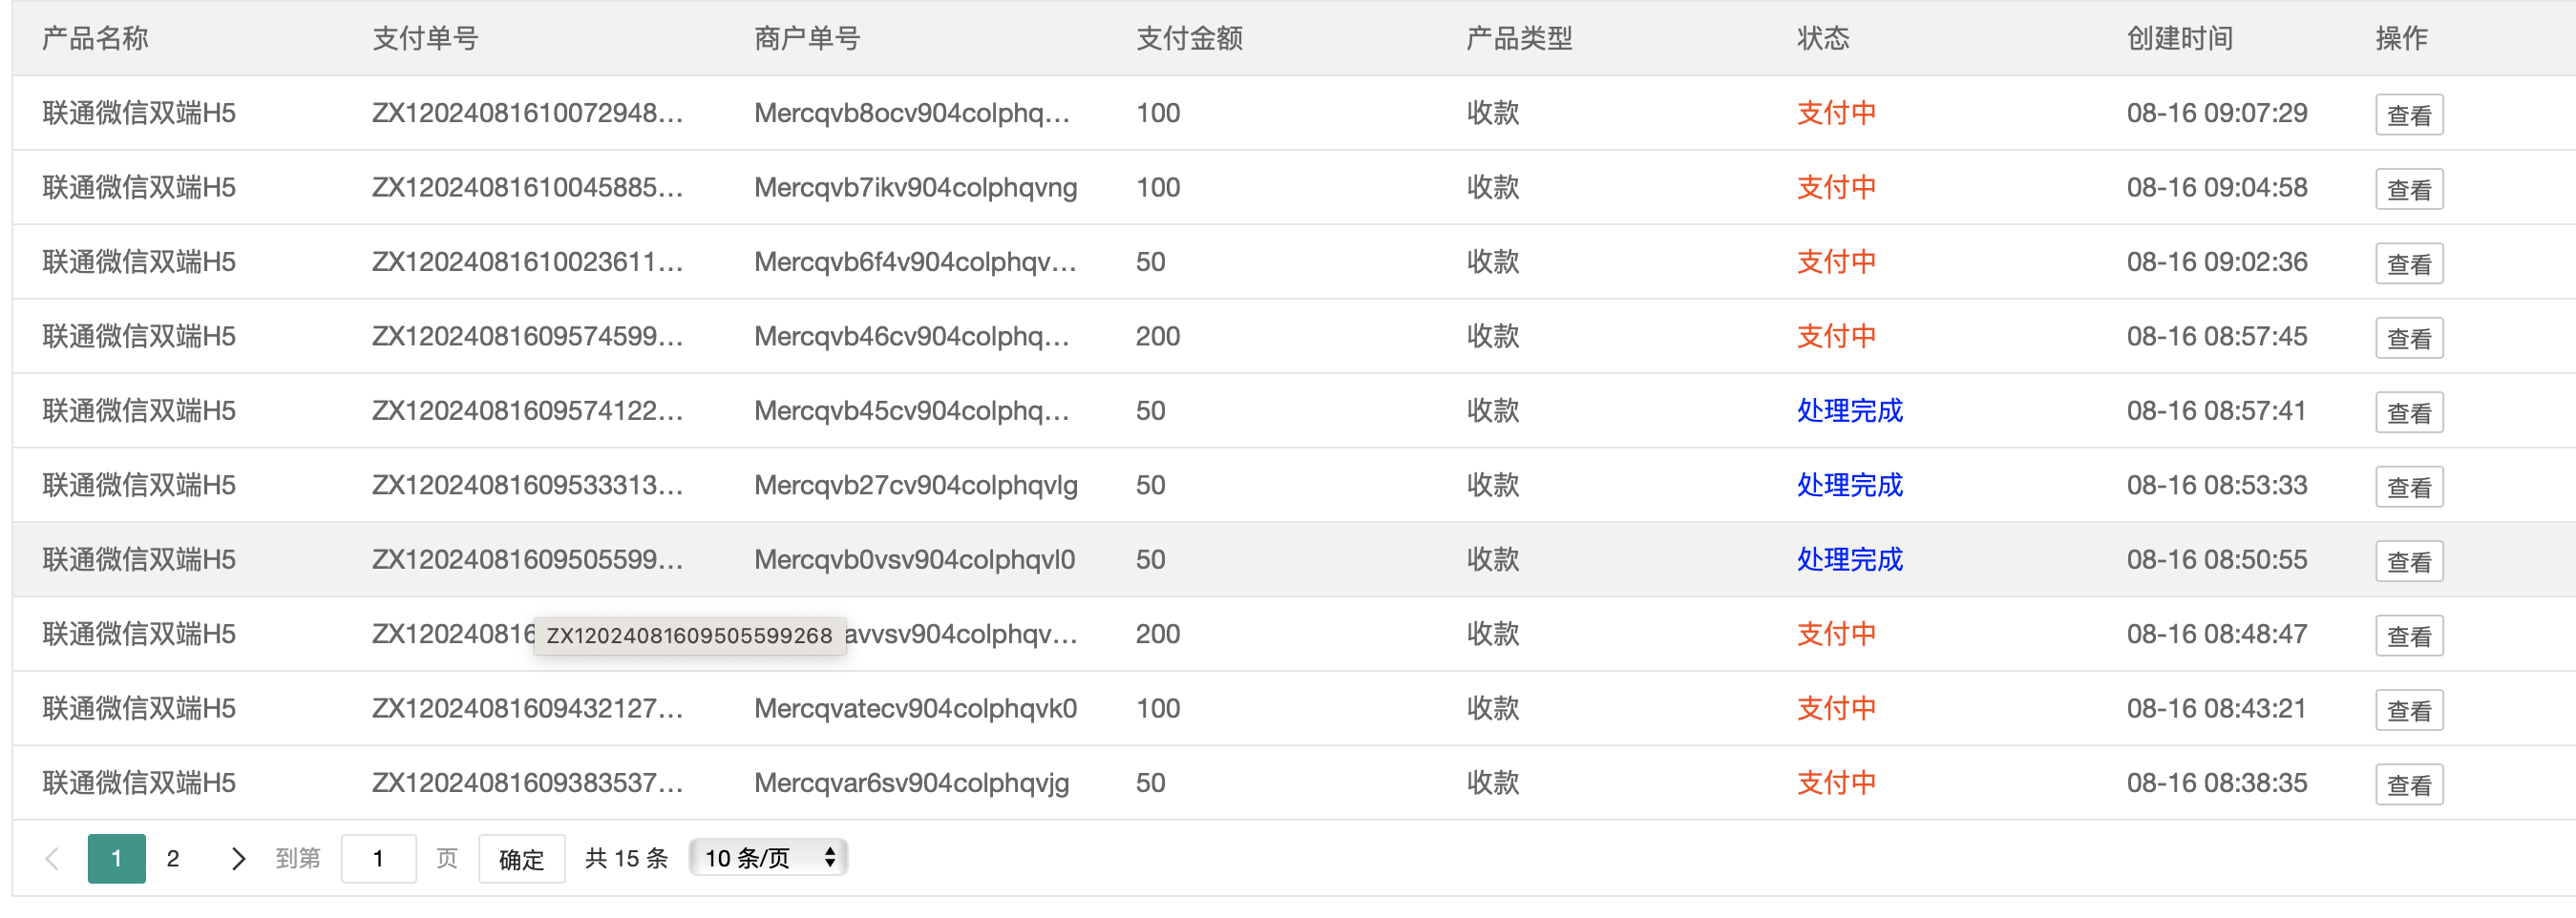 产品名称 支付单号 商户单号 支付金额 产品类型 状态 创建时间 操作
联通微信双端H5 ZX12024081610072948... Mercqvb8ocv904colphq... 100 收款 支付中 08-16 09:07:29 查看
联通微信双端H5 ZX12024081610045885... Mercqvb7ikv904colphqvng 100 收款 支付中 08-16 09:04:58 查看
联通微信双端H5 ZX12024081610023611... Mercqvb6f4v904colphqv... 50 收款 支付中 08-16 09:02:36 查看
联通微信双端H5 ZX12024081609574599... Mercqvb46cv904colphq... 200 收款 支付中 08-16 08:57:45 查看
联通微信双端H5 ZX12024081609574122... Mercqvb45cv904colphq... 50 收款 处理完成 08-16 08:57:41 查看
联通微信双端H5 ZX12024081609533313... Mercqvb27cv904colphqvlg 50 收款 处理完成 08-16 08:53:33 查看
联通微信双端H5 ZX12024081609505599... Mercqvb0vsv904colphqvl0 50 收款 处理完成 08-16 08:50:55 查看
联通微信双端H5 ZX120240816 ZX12024081609505599268 avvsv904colphqv... 200 收款 支付中 08-16 08:48:47 查看
联通微信双端H5 ZX12024081609432127... Mercqvatecv904colphqvk0 100 收款 支付中 08-16 08:43:21 查看
联通微信双端H5 ZX12024081609383537... Mercqvar6sv904colphqvjg 50 收款 支付中 08-16 08:38:35 查看
1 2 到第 1 页 确定 共 15 条 10 条/页